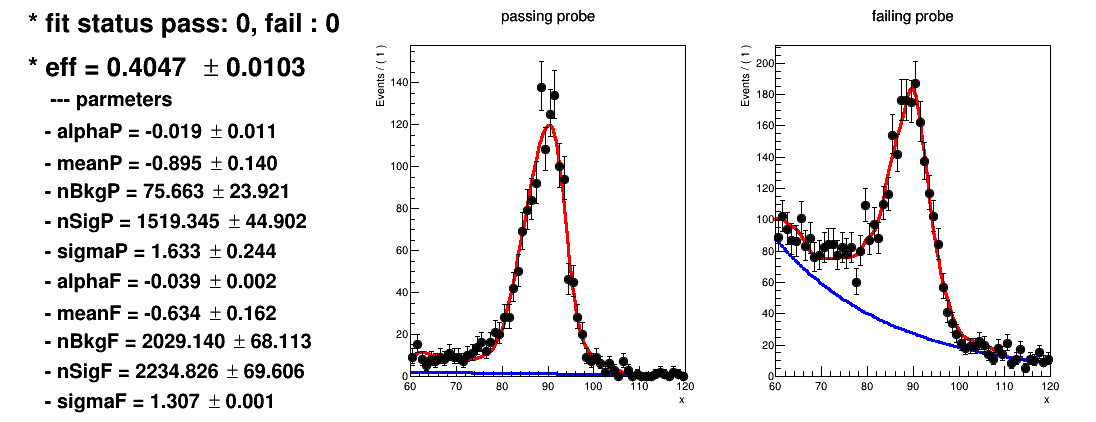 * fit status pass: 0, fail : 0
* eff = 0.4047 ± 0.0103
--- parmeters
- alphaP = -0.019 ± 0.011
- meanP = -0.895 ± 0.140
- nBkgP = 75.663 ± 23.921
- nSigP = 1519.345 ± 44.902
- sigmaP = 1.633 ± 0.244
- alphaF = -0.039 ± 0.002
- meanF = -0.634 ± 0.162
- nBkgF = 2029.140 ± 68.113
- nSigF = 2234.826 ± 69.606
- sigmaF = 1.307 ± 0.001
passing probe
Events / ( 1 )
140
120
100
80
60
40
20
0
60 70 80 90 100 110 120
x
failing probe
Events / ( 1 )
200
180
160
140
120
100
80
60
40
20
0
60 70 80 90 100 110 120
x